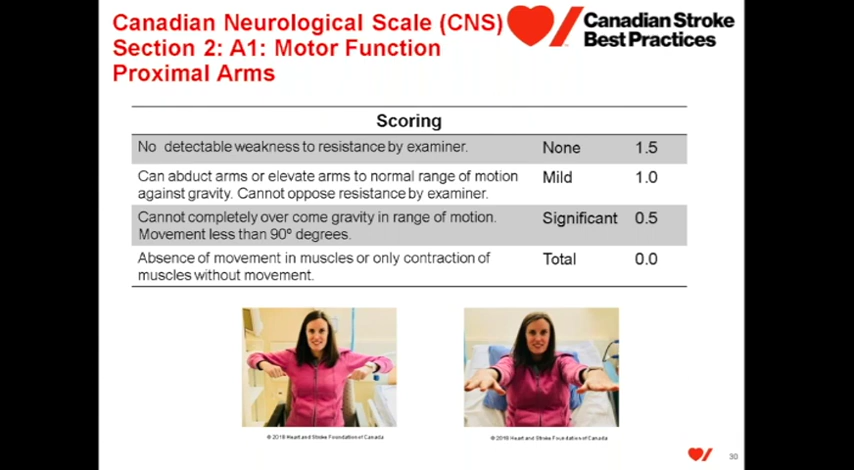 Canadian Neurological Scale (CNS)
Section 2: A1: Motor Function
Proximal Arms
Canadian Stroke
Best Practices
Scoring
No detectable weakness to resistance by examiner. None 1.5
Can abduct arms or elevate arms to normal range of motion
against gravity. Cannot oppose resistance by examiner. Mild 1.0
Cannot completely over come gravity in range of motion.
Movement less than 90º degrees. Significant 0.5
Absence of movement in muscles or only contraction of
muscles without movement. Total 0.0
© 2019 Heart and Stroke Foundation of Canada
© 2019 Heart and Stroke Foundation of Canada
30